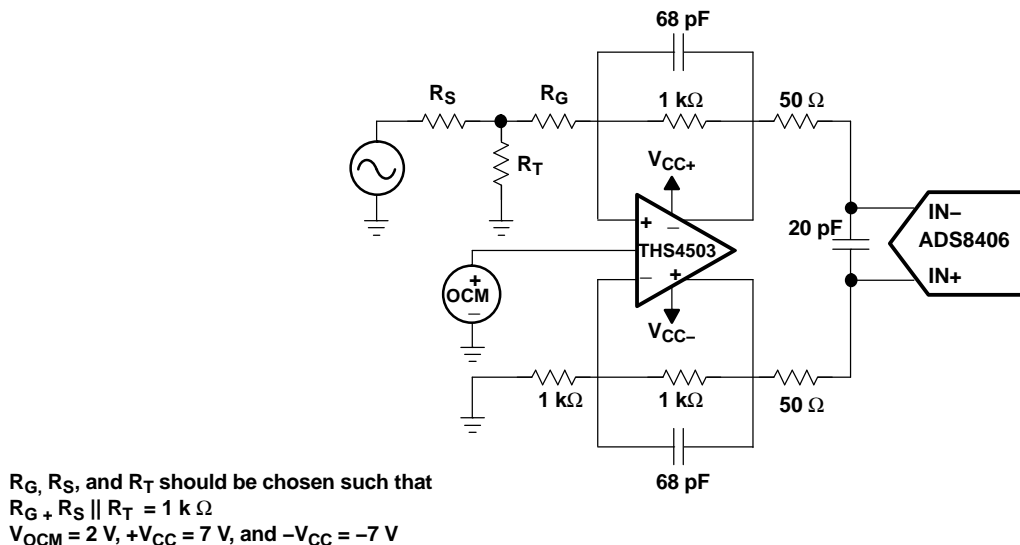 68 pF
R_S
R_G
1 kΩ
50 Ω
R_T
V_CC+
+
−
IN−
THS4503
20 pF
ADS8406
+
OCM
−
−
+
IN+
V_CC−
1 kΩ
1 kΩ
50 Ω
68 pF
R_G, R_S, and R_T should be chosen such that
R_G + R_S || R_T = 1 k Ω
V_OCM = 2 V, +V_CC = 7 V, and −V_CC = −7 V